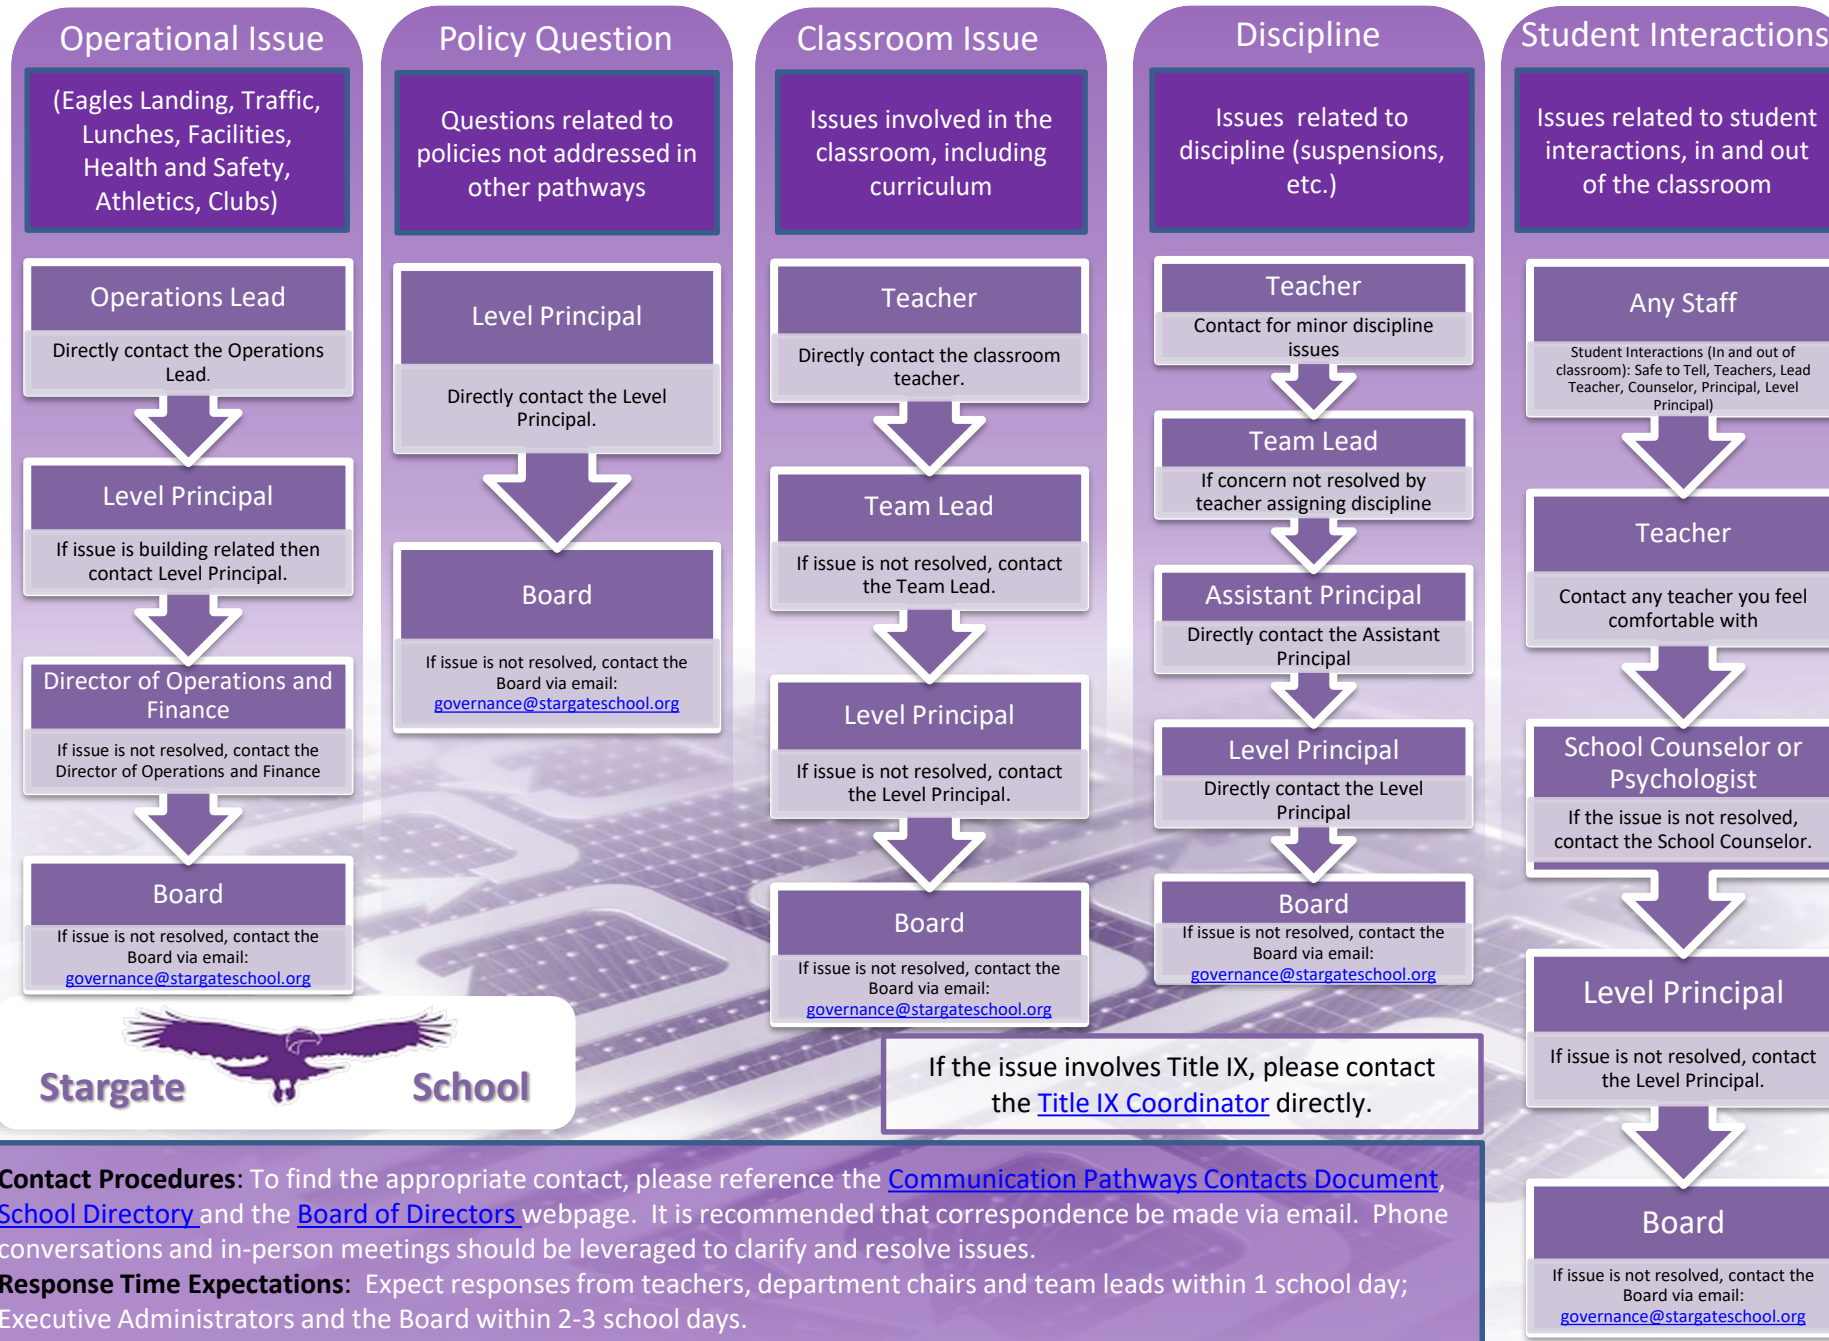 Operational Issue
(Eagles Landing, Traffic,
Lunches, Facilities,
Health and Safety,
Athletics, Clubs)
Operations Lead
Directly contact the Operations
Lead.
Level Principal
If issue is building related then
contact Level Principal.
Director of Operations and
Finance
If issue is not resolved, contact the
Director of Operations and Finance
Board
If issue is not resolved, contact the
Board via email:
governance@stargateschool.org
Policy Question
Questions related to
policies not addressed in
other pathways
Level Principal
Directly contact the Level
Principal.
Board
If issue is not resolved, contact the
Board via email:
governance@stargateschool.org
Classroom Issue
Issues involved in the
classroom, including
curriculum
Teacher
Directly contact the classroom
teacher.
Team Lead
If issue is not resolved, contact
the Team Lead.
Level Principal
If issue is not resolved, contact
the Level Principal.
Board
If issue is not resolved, contact the
Board via email:
governance@stargateschool.org
Discipline
Issues related to
discipline (suspensions,
etc.)
Teacher
Contact for minor discipline
issues
Team Lead
If concern not resolved by
teacher assigning discipline
Assistant Principal
Directly contact the Assistant
Principal
Level Principal
Directly contact the Level
Principal
Board
If issue is not resolved, contact the
Board via email:
governance@stargateschool.org
Student Interactions
Issues related to student
interactions, in and out
of the classroom
Any Staff
Student Interactions (In and out of
classroom): Safe to Tell, Teachers, Lead
Teacher, Counselor, Principal, Level
Principal)
Teacher
Contact any teacher you feel
comfortable with
School Counselor or
Psychologist
If the issue is not resolved,
contact the School Counselor.
Level Principal
If issue is not resolved, contact
the Level Principal.
Board
If issue is not resolved, contact the
Board via email:
governance@stargateschool.org
Stargate School
If the issue involves Title IX, please contact
the Title IX Coordinator directly.
Contact Procedures: To find the appropriate contact, please reference the Communication Pathways Contacts Document,
School Directory and the Board of Directors webpage. It is recommended that correspondence be made via email. Phone
conversations and in-person meetings should be leveraged to clarify and resolve issues.
Response Time Expectations: Expect responses from teachers, department chairs and team leads within 1 school day;
Executive Administrators and the Board within 2-3 school days.